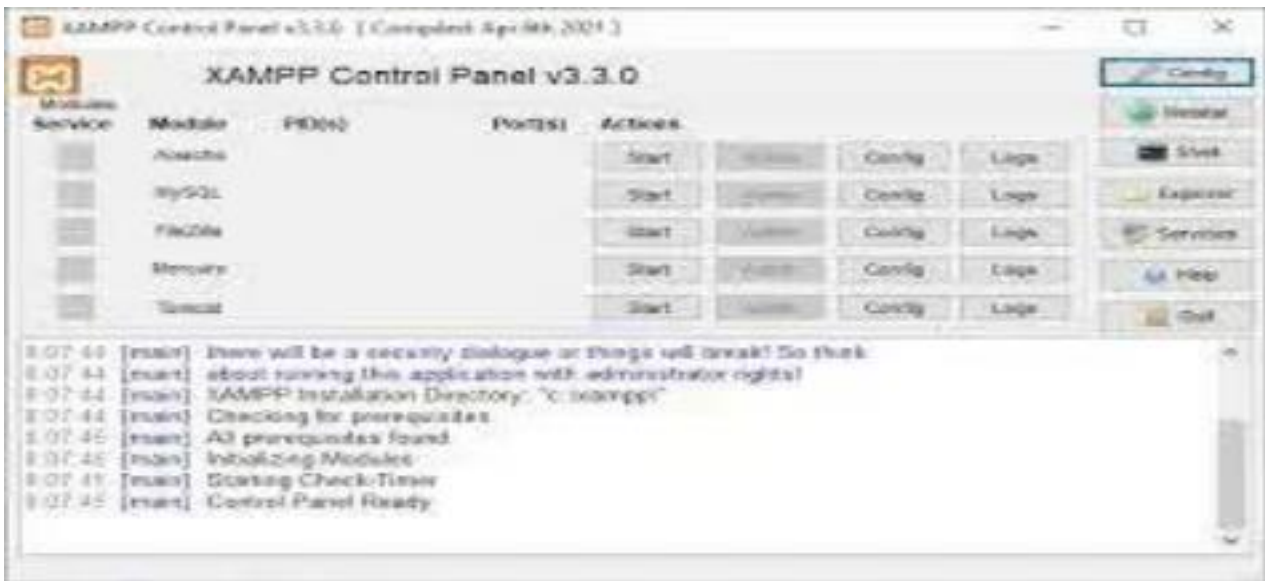 XAMPP Control Panel v3.3.0 [ Compiled: Apr 6th 2021 ]
XAMPP Control Panel v3.3.0
Config
Modules
Service Module PID(s) Port(s) Actions
Netstat
Apache Start Admin Config Logs
Shell
MySQL Start Admin Config Logs
Explorer
FileZilla Start Admin Config Logs
Services
Mercury Start Admin Config Logs
Help
Tomcat Start Admin Config Logs
Quit
8:07:44 [main] there will be a security dialogue or things will break! So think
8:07:44 [main] about running this application with administrator rights!
8:07:44 [main] XAMPP Installation Directory: "c:\xampp\"
8:07:44 [main] Checking for prerequisites
8:07:45 [main] All prerequisites found
8:07:45 [main] Initializing Modules
8:07:45 [main] Starting Check-Timer
8:07:45 [main] Control Panel Ready